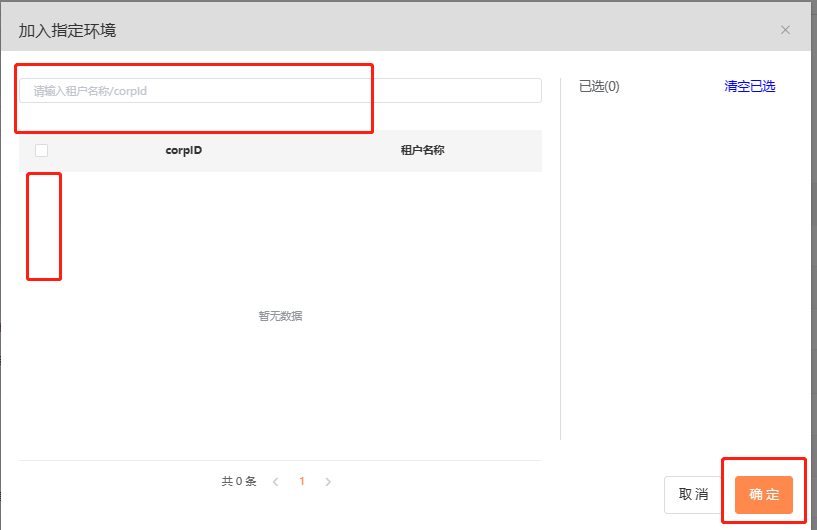 加入指定环境
请输入租户名称/corpId
已选(0)
清空已选
corpID
租户名称
暂无数据
共 0 条
1
取 消
确 定